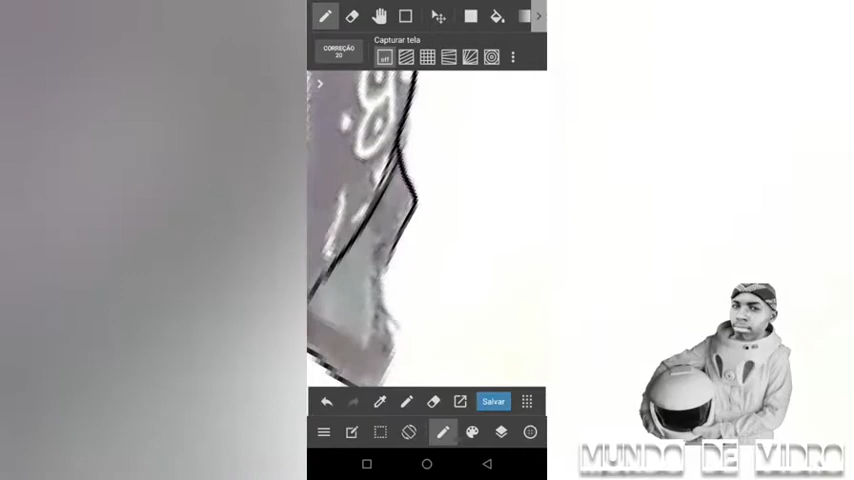 Capturar tela
CORREÇÃO
20
off
Salvar
MUNDO DE VIDRO